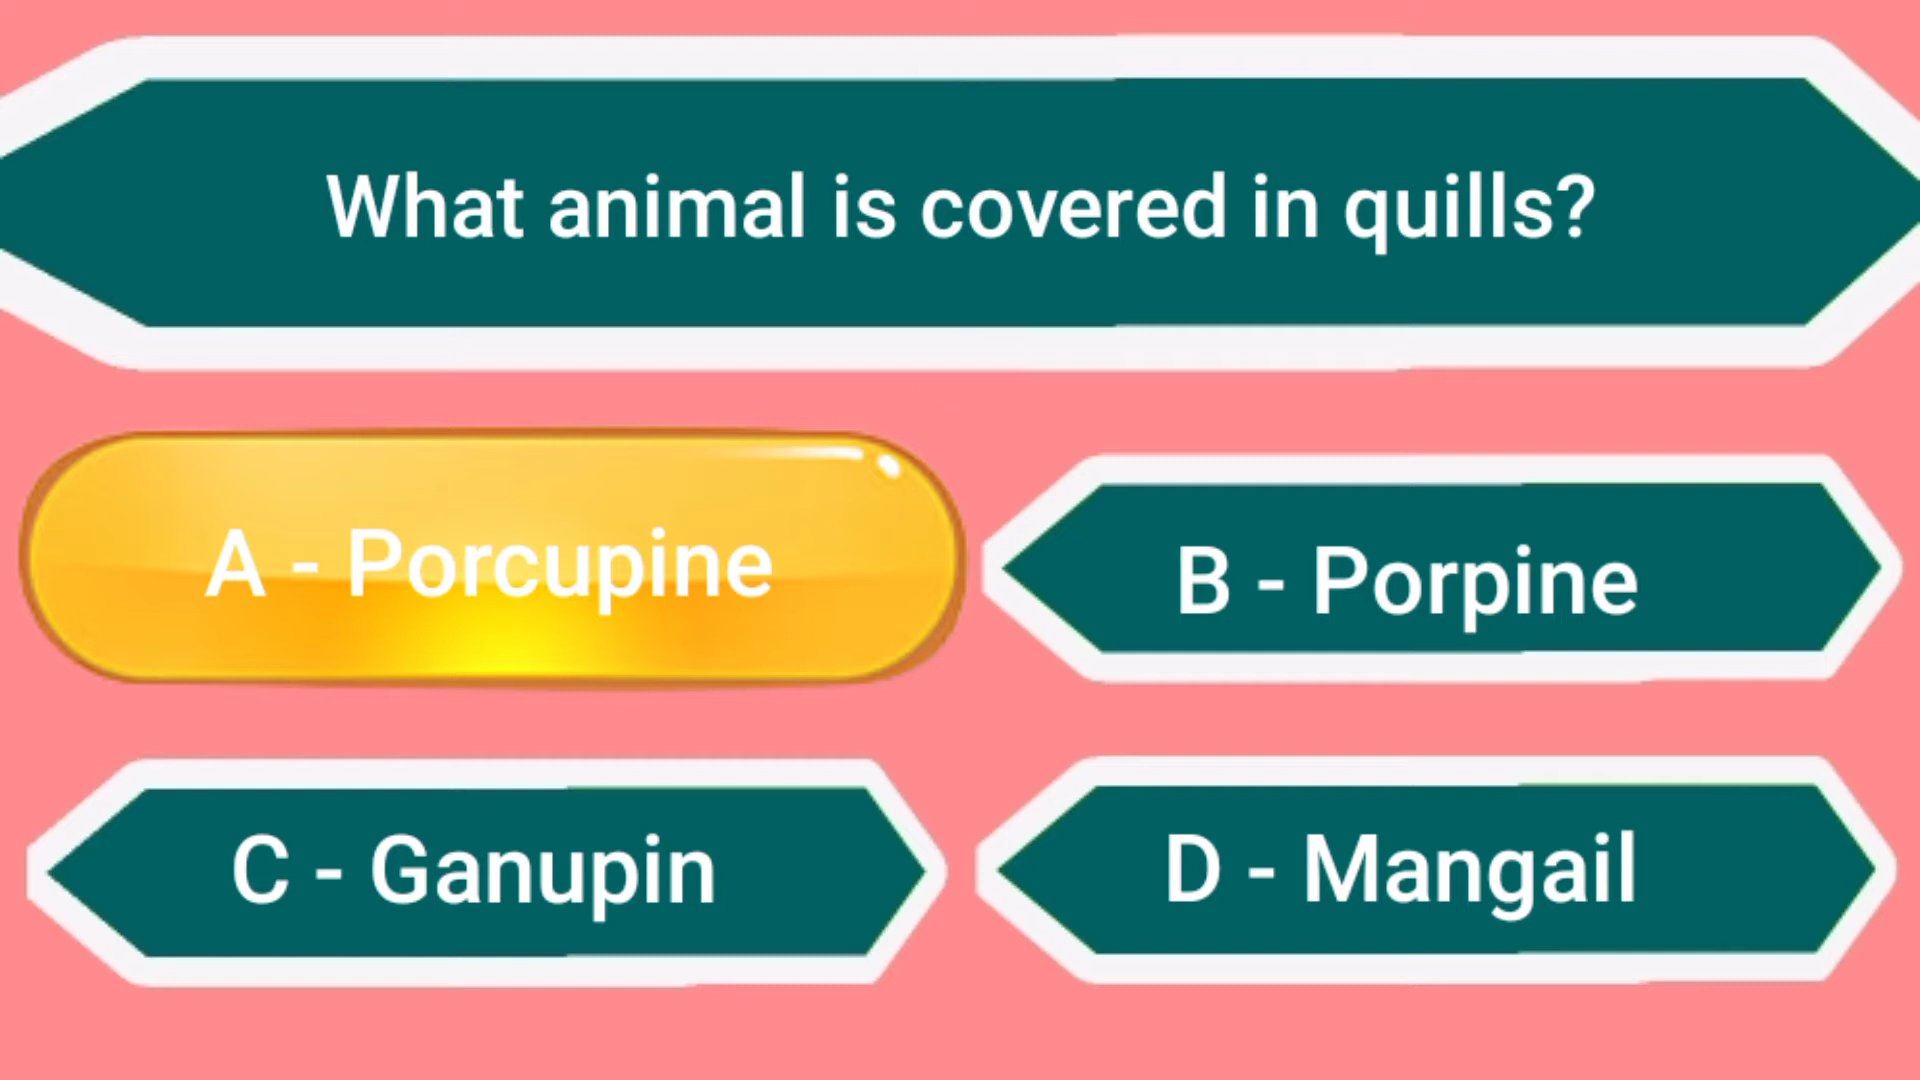 What animal is covered in quills?
A - Porcupine
B - Porpine
C - Ganupin
D - Mangail